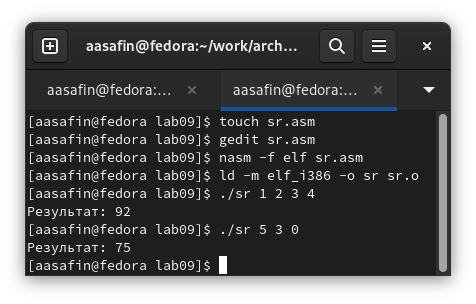 aasafin@fedora:~/work/arch...
aasafin@fedora:...
aasafin@fedora:...
[aasafin@fedora lab09]$ touch sr.asm
[aasafin@fedora lab09]$ gedit sr.asm
[aasafin@fedora lab09]$ nasm -f elf sr.asm
[aasafin@fedora lab09]$ ld -m elf_i386 -o sr sr.o
[aasafin@fedora lab09]$ ./sr 1 2 3 4
Результат: 92
[aasafin@fedora lab09]$ ./sr 5 3 0
Результат: 75
[aasafin@fedora lab09]$